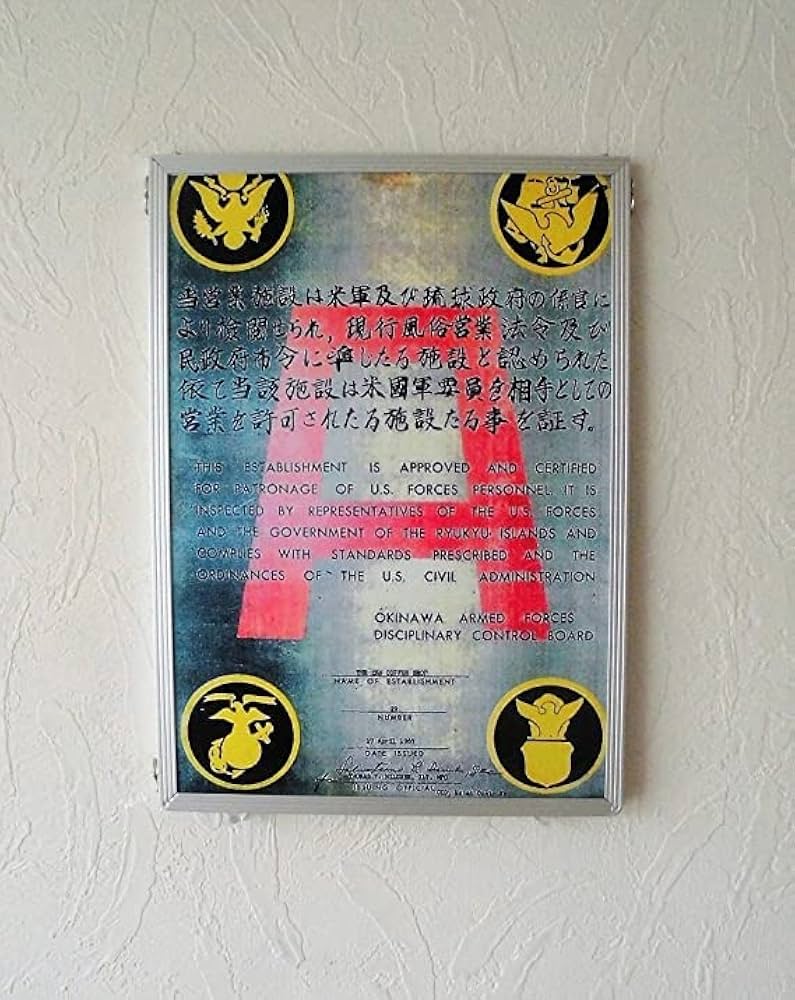 当営業施設は米軍及び琉球政府の係官に
より検閲せられ, 現行風俗営業法令及び
民政府布令に準したる施設と認められた
依て当該施設は米國軍要員を相手としての
営業を許可されたる施設たる事を証す。
A
THIS ESTABLISHMENT IS APPROVED AND CERTIFIED
FOR PATRONAGE OF U.S. FORCES PERSONNEL IT IS
INSPECTED BY REPRESENTATIVES OF THE U.S. FORCES
AND THE GOVERNMENT OF THE RYUKYU ISLANDS AND
COMPLIES WITH STANDARDS PRESCRIBED AND THE
ORDINANCES OF THE U.S. CIVIL ADMINISTRATION
OKINAWA ARMED FORCES
DISCIPLINARY CONTROL BOARD
COFFEE SHOP
NAME OF ESTABLISHMENT
29
NUMBER
27 April
DATE ISSUED
ISSUING OFFICIAL